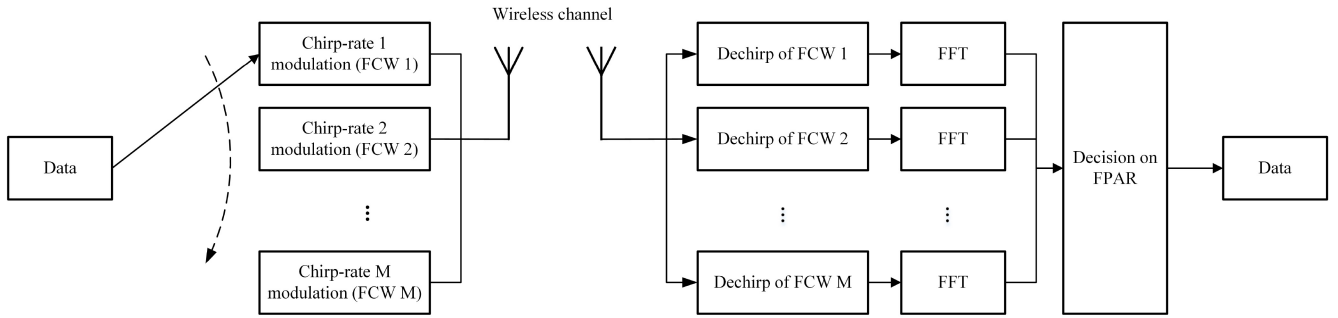 Wireless channel
Data
Chirp-rate 1
modulation (FCW 1)
Chirp-rate 2
modulation (FCW 2)
...
Chirp-rate M
modulation (FCW M)
Dechirp of FCW 1
FFT
Dechirp of FCW 2
FFT
...
...
Dechirp of FCW M
FFT
Decision on
FPAR
Data